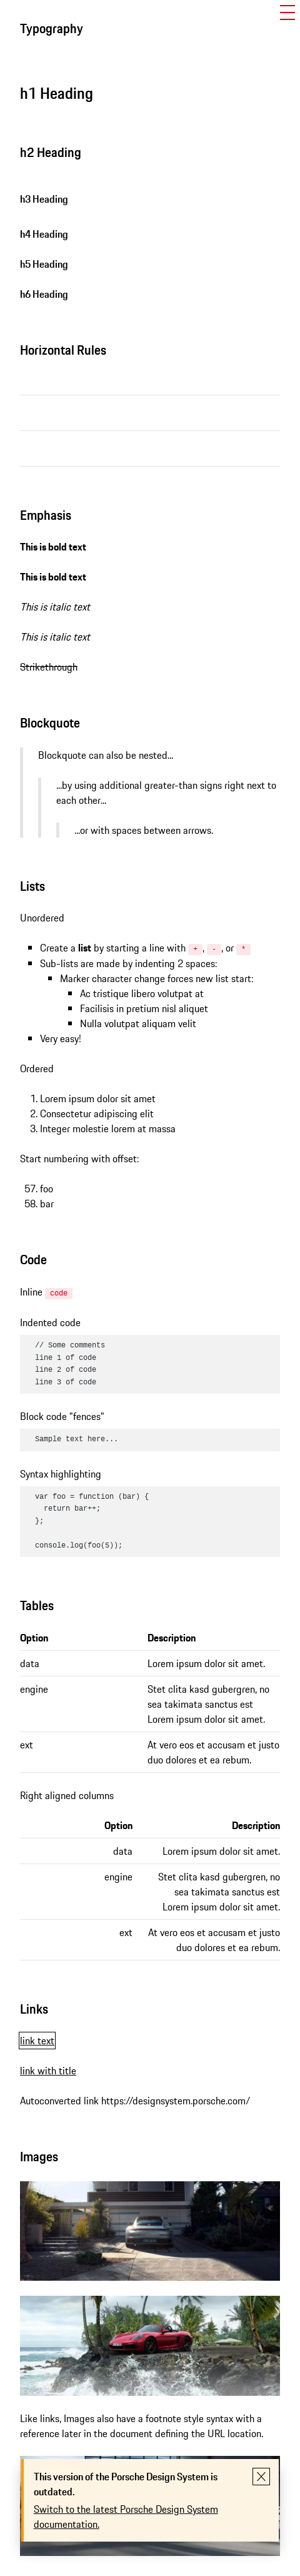 Typography
h1 Heading
h2 Heading
h3 Heading
h4 Heading
h5 Heading
h6 Heading
Horizontal Rules
Emphasis
This is bold text
This is bold text
This is italic text
This is italic text
Strikethrough
Blockquote
Blockquote can also be nested...
...by using additional greater-than signs right next to
each other...
...or with spaces between arrows.
Lists
Unordered
Create a list by starting a line with +, -, or *
Sub-lists are made by indenting 2 spaces:
Marker character change forces new list start:
Ac tristique libero volutpat at
Facilisis in pretium nisl aliquet
Nulla volutpat aliquam velit
Very easy!
Ordered
1. Lorem ipsum dolor sit amet
2. Consectetur adipiscing elit
3. Integer molestie lorem at massa
Start numbering with offset:
57. foo
58. bar
Code
Inline code
Indented code
// Some comments
line 1 of code
line 2 of code
line 3 of code
Block code "fences"
Sample text here...
Syntax highlighting
var foo = function (bar) {
  return bar++;
};
console.log(foo(5));
Tables
Option Description
data Lorem ipsum dolor sit amet.
engine Stet clita kasd gubergren, no
sea takimata sanctus est
Lorem ipsum dolor sit amet.
ext At vero eos et accusam et justo
duo dolores et ea rebum.
Right aligned columns
Option Description
data Lorem ipsum dolor sit amet.
engine Stet clita kasd gubergren, no
sea takimata sanctus est
Lorem ipsum dolor sit amet.
ext At vero eos et accusam et justo
duo dolores et ea rebum.
Links
link text
link with title
Autoconverted link https://designsystem.porsche.com/
Images
Like links, Images also have a footnote style syntax with a
reference later in the document defining the URL location.
This version of the Porsche Design System is
outdated.
Switch to the latest Porsche Design System
documentation.